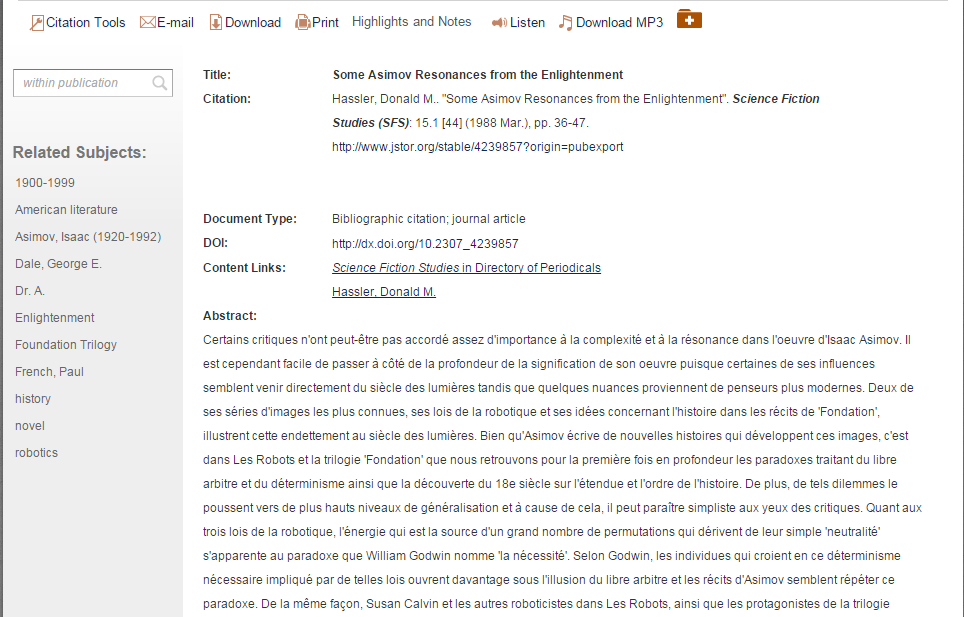 Citation Tools E-mail Download Print Highlights and Notes Listen Download MP3
within publication
Related Subjects:
1900-1999
American literature
Asimov, Isaac (1920-1992)
Dale, George E.
Dr. A.
Enlightenment
Foundation Trilogy
French, Paul
history
novel
robotics
Title: Some Asimov Resonances from the Enlightenment
Citation: Hassler, Donald M.. "Some Asimov Resonances from the Enlightenment". Science Fiction
Studies (SFS): 15.1 [44] (1988 Mar.), pp. 36-47.
http://www.jstor.org/stable/4239857?origin=pubexport
Document Type: Bibliographic citation; journal article
DOI: http://dx.doi.org/10.2307_4239857
Content Links: Science Fiction Studies in Directory of Periodicals
Hassler, Donald M.
Abstract:
Certains critiques n'ont peut-être pas accordé assez d'importance à la complexité et à la résonance dans l'oeuvre d'Isaac Asimov. Il
est cependant facile de passer à côté de la profondeur de la signification de son oeuvre puisque certaines de ses influences
semblent venir directement du siècle des lumières tandis que quelques nuances proviennent de penseurs plus modernes. Deux de
ses séries d'images les plus connues, ses lois de la robotique et ses idées concernant l'histoire dans les récits de 'Fondation',
illustrent cette endettement au siècle des lumières. Bien qu'Asimov écrive de nouvelles histoires qui développent ces images, c'est
dans Les Robots et la trilogie 'Fondation' que nous retrouvons pour la première fois en profondeur les paradoxes traitant du libre
arbitre et du déterminisme ainsi que la découverte du 18e siècle sur l'étendue et l'ordre de l'histoire. De plus, de tels dilemmes le
poussent vers de plus hauts niveaux de généralisation et à cause de cela, il peut paraître simpliste aux yeux des critiques. Quant aux
trois lois de la robotique, l'énergie qui est la source d'un grand nombre de permutations qui dérivent de leur simple 'neutralité'
s'apparente au paradoxe que William Godwin nomme 'la nécessité'. Selon Godwin, les individues qui croient en ce déterminisme
nécessaire impliqué par de telles lois ouvrent davantage sous l'illusion du libre arbitre et les récits d'Asimov semblent répéter ce
paradoxe. De la même façon, Susan Calvin et les autres roboticistes dans Les Robots, ainsi que les protagonistes de la trilogie